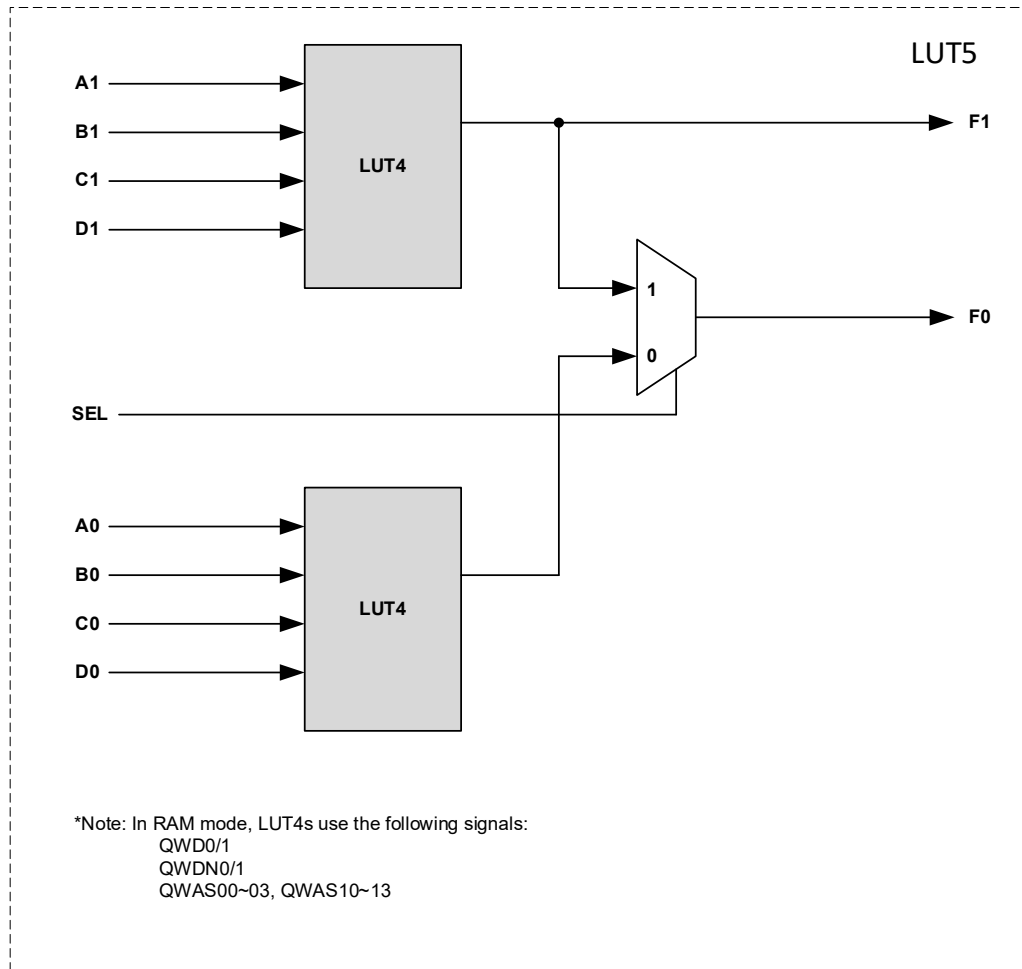 LUT5
A1
B1
C1
D1
LUT4
F1
1
0
F0
SEL
A0
B0
C0
D0
LUT4
*Note: In RAM mode, LUT4s use the following signals:
QWD0/1
QWDN0/1
QWAS00~03, QWAS10~13